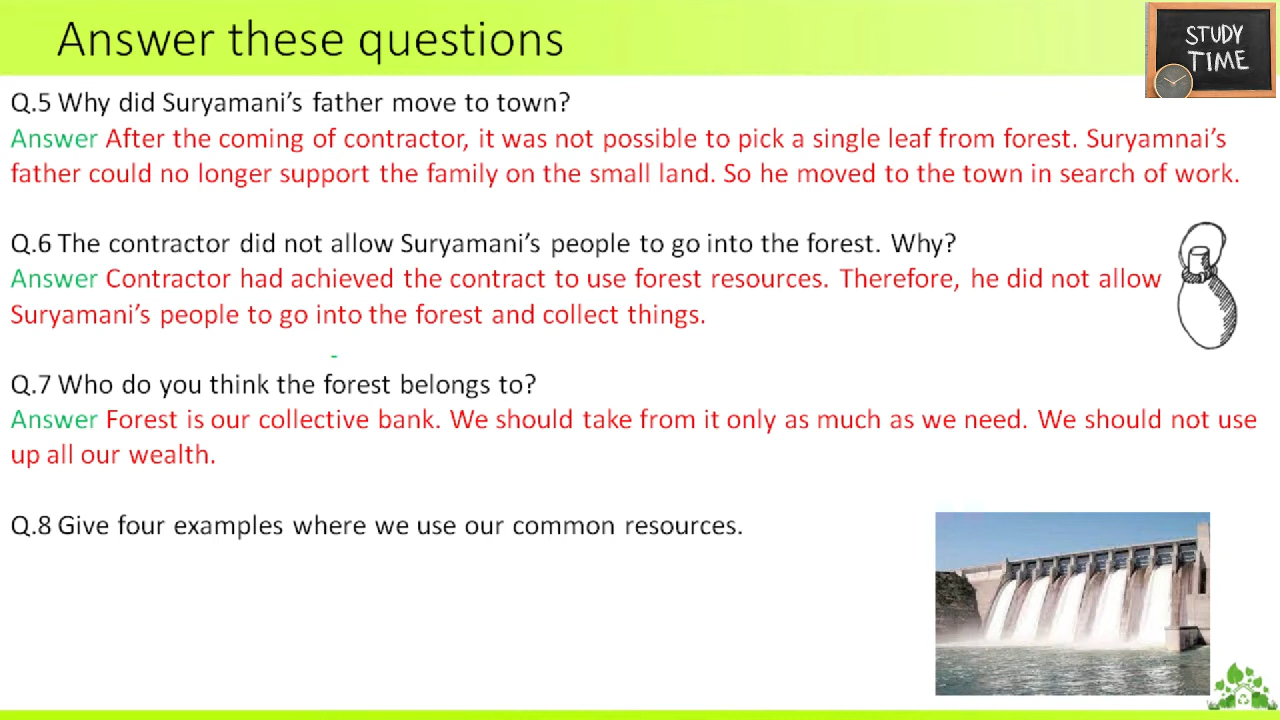 Answer these questions
STUDY
TIME
Q.5 Why did Suryamani's father move to town?
Answer After the coming of contractor, it was not possible to pick a single leaf from forest. Suryamnai's
father could no longer support the family on the small land. So he moved to the town in search of work.
Q.6 The contractor did not allow Suryamani's people to go into the forest. Why?
Answer Contractor had achieved the contract to use forest resources. Therefore, he did not allow
Suryamani's people to go into the forest and collect things.
Q.7 Who do you think the forest belongs to?
Answer Forest is our collective bank. We should take from it only as much as we need. We should not use
up all our wealth.
Q.8 Give four examples where we use our common resources.